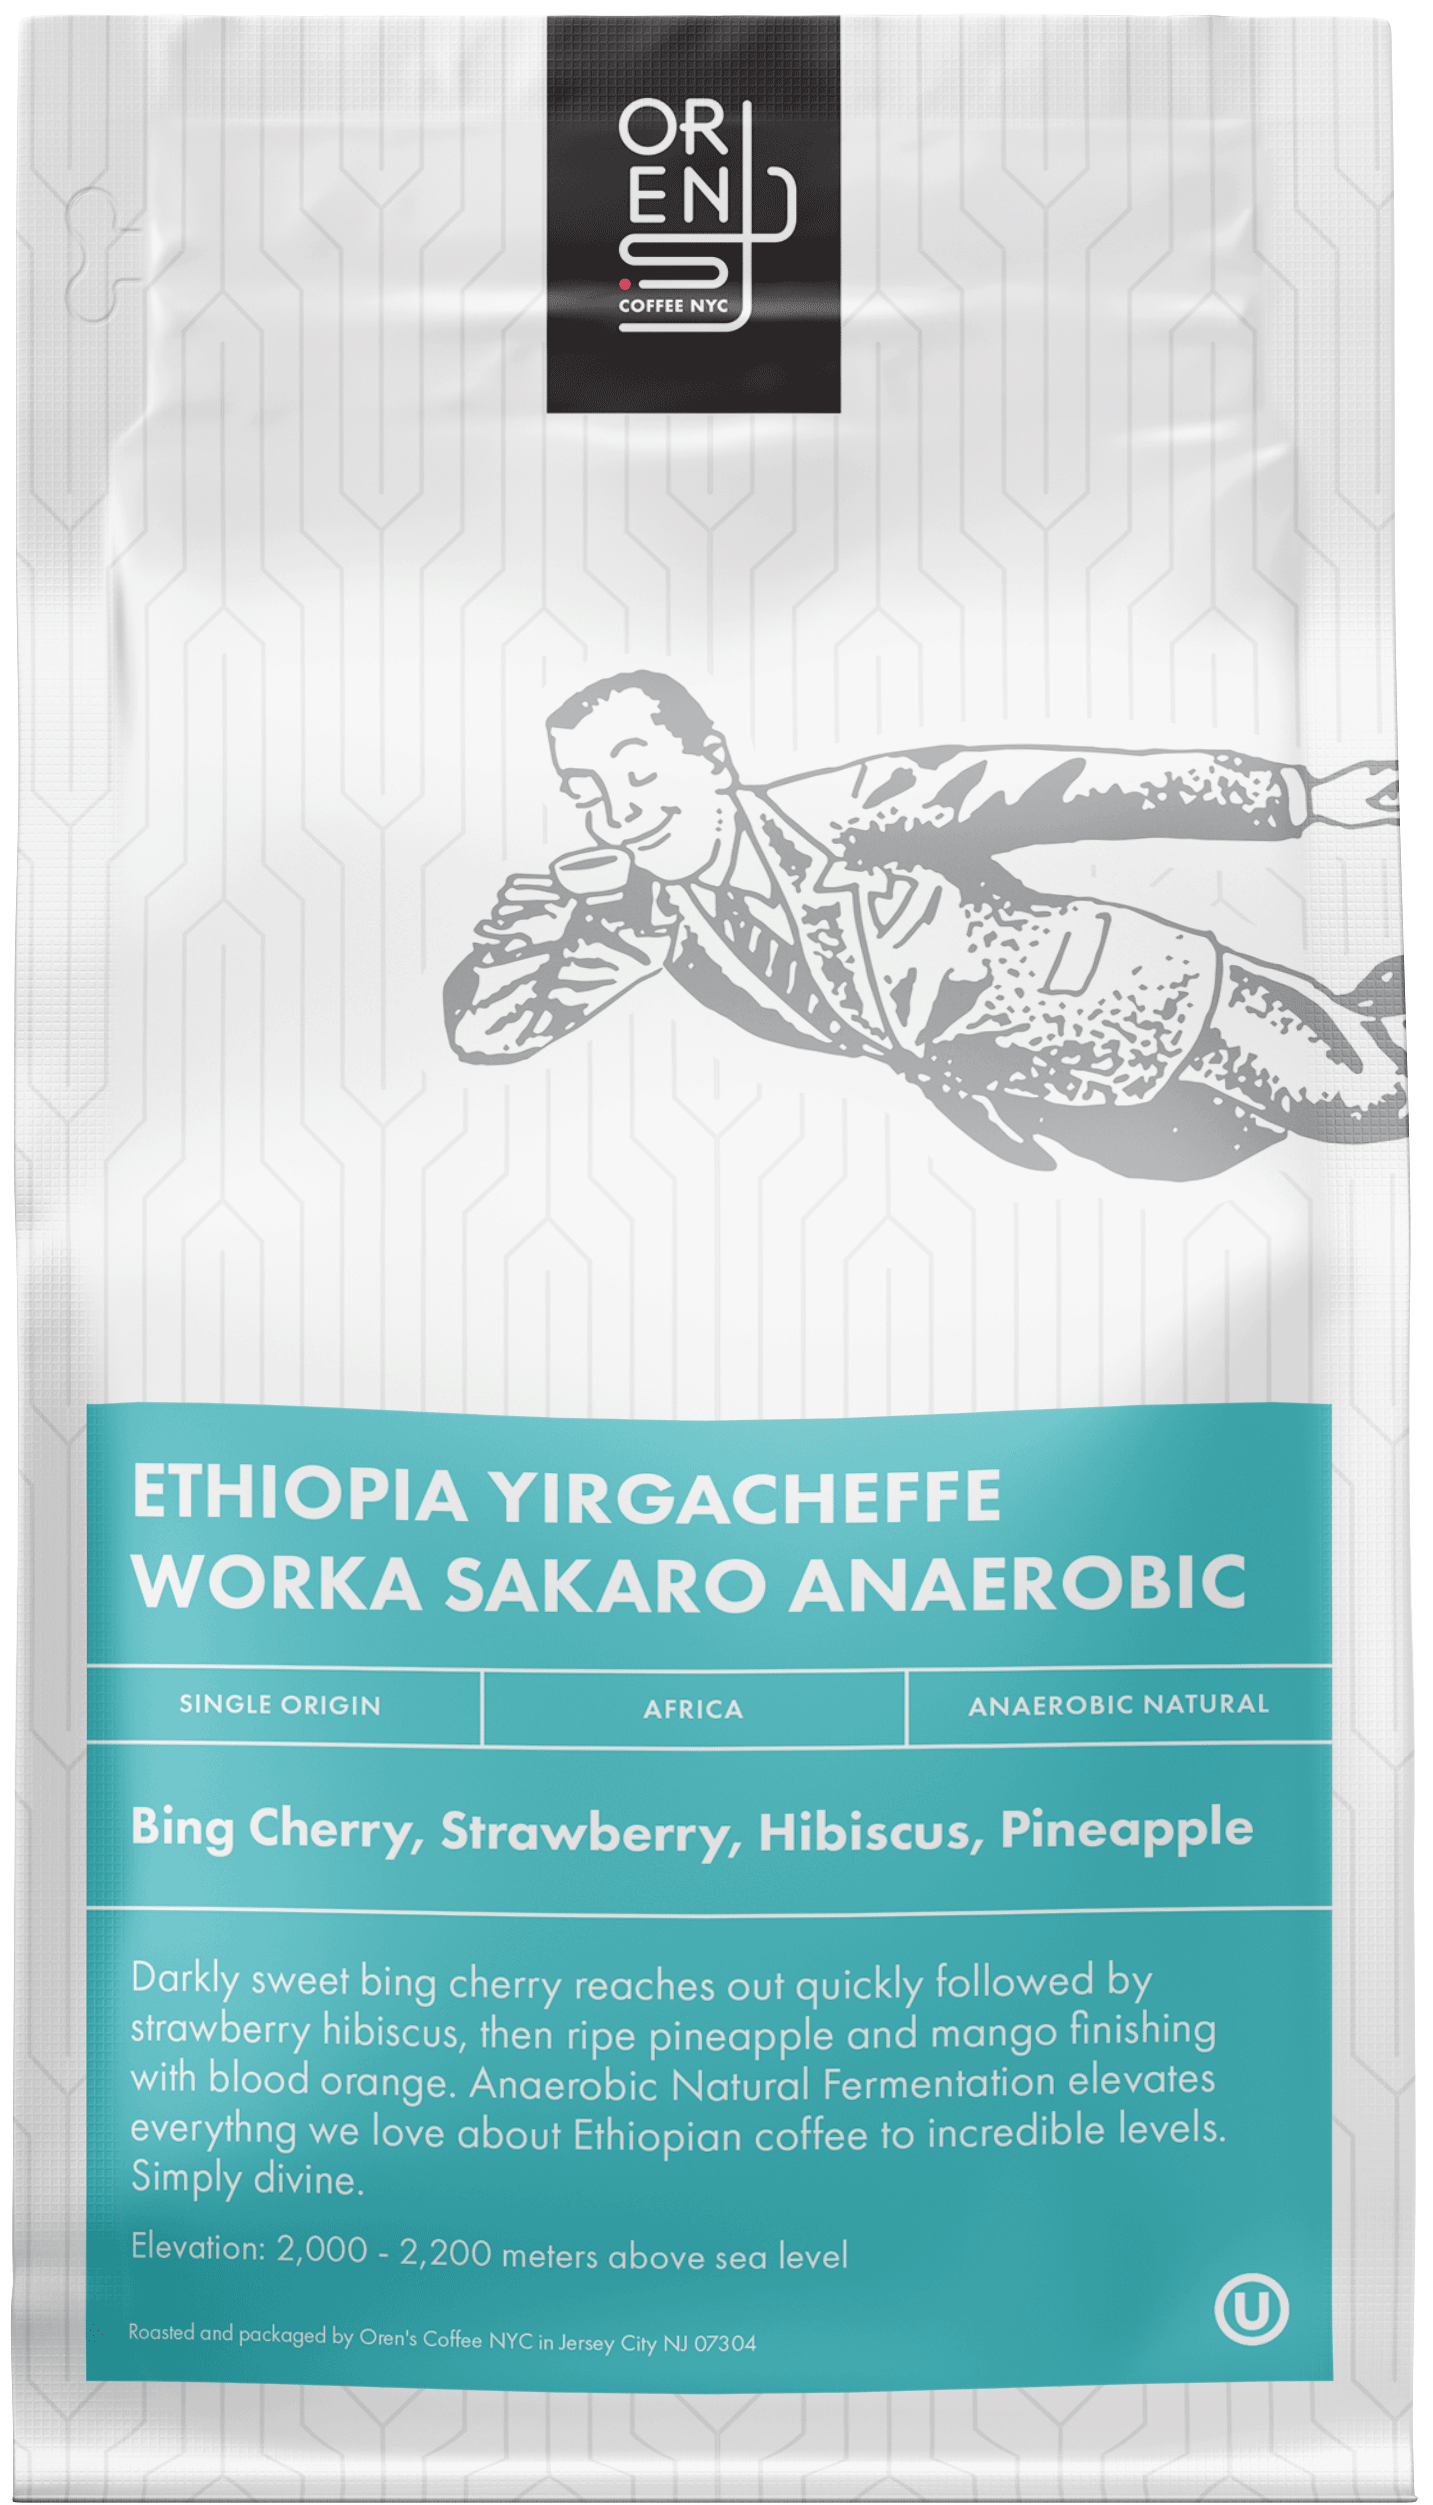 OR
EN
S
COFFEE NYC
ETHIOPIA YIRGACHEFFE
WORKA SAKARO ANAEROBIC
SINGLE ORIGIN
AFRICA
ANAEROBIC NATURAL
Bing Cherry, Strawberry, Hibiscus, Pineapple
Darkly sweet bing cherry reaches out quickly followed by
strawberry hibiscus, then ripe pineapple and mango finishing
with blood orange. Anaerobic Natural Fermentation elevates
everythng we love about Ethiopian coffee to incredible levels.
Simply divine.
Elevation: 2,000 - 2,200 meters above sea level
U
Roasted and packaged by Oren's Coffee NYC in Jersey City NJ 07304